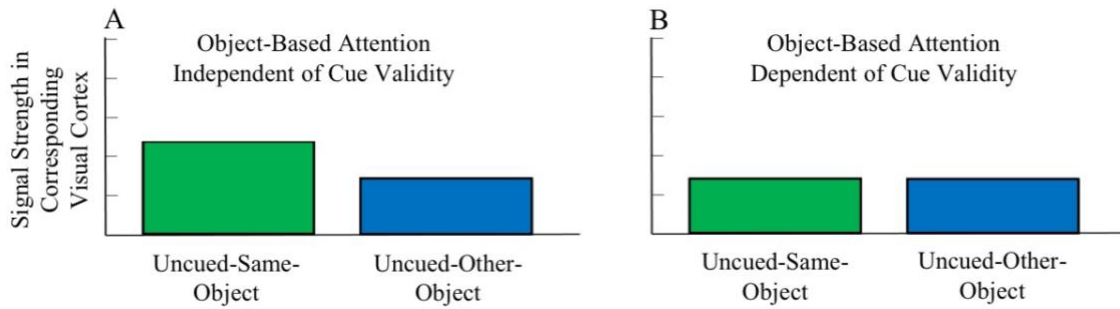 A
Object-Based Attention
Independent of Cue Validity
Signal Strength in
Corresponding
Visual Cortex
Uncued-Same-
Object
Uncued-Other-
Object
B
Object-Based Attention
Dependent of Cue Validity
Uncued-Same-
Object
Uncued-Other-
Object